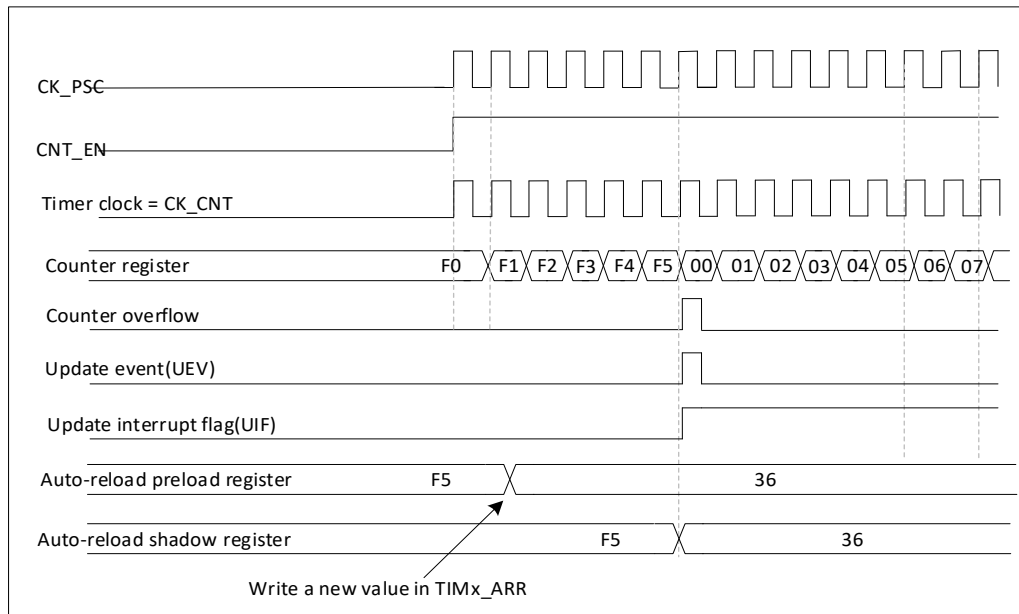 CK_PSC
CNT_EN
Timer clock = CK_CNT
Counter register F0 F1 F2 F3 F4 F5 00 01 02 03 04 05 06 07
Counter overflow
Update event(UEV)
Update interrupt flag(UIF)
Auto-reload preload register F5 36
Auto-reload shadow register F5 36
Write a new value in TIMx_ARR